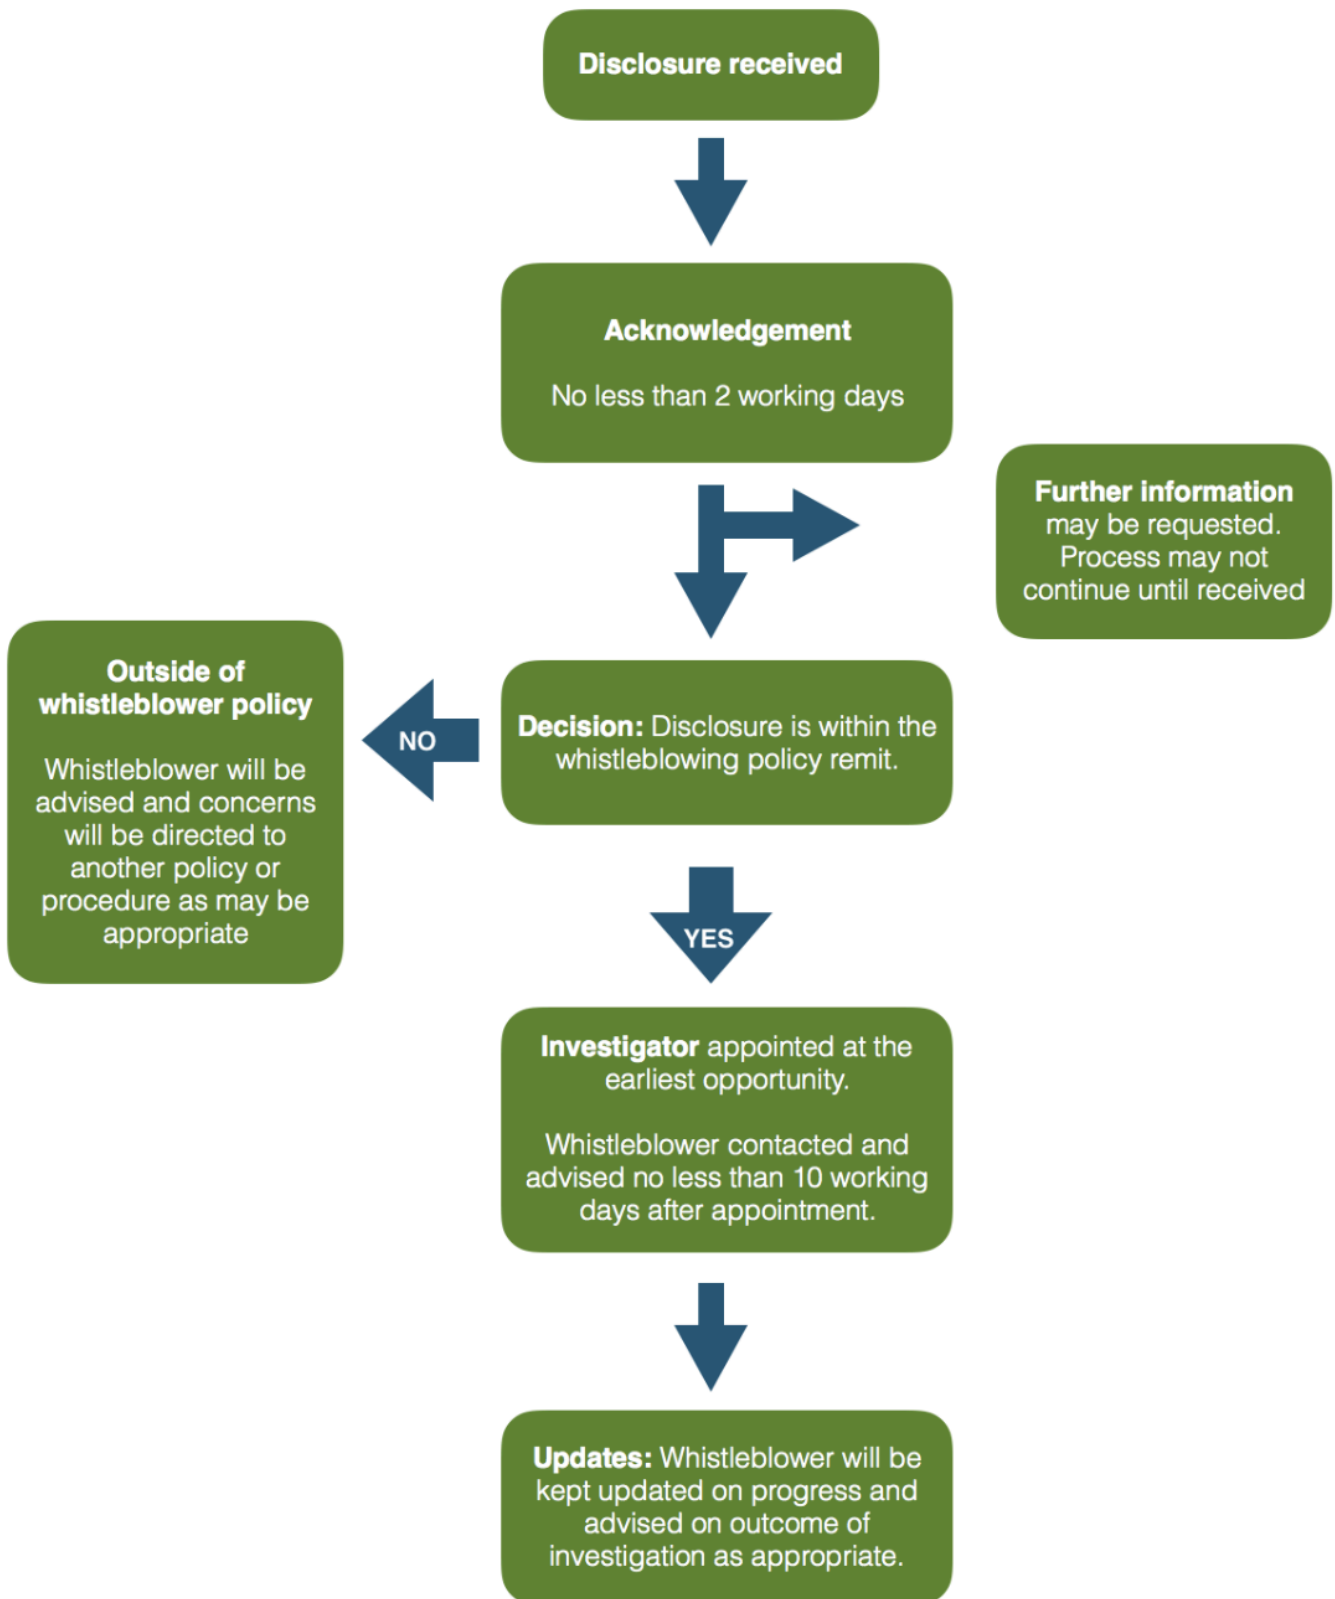 Disclosure received
Acknowledgement
No less than 2 working days
Further information
may be requested.
Process may not
continue until received
Decision: Disclosure is within the
whistleblowing policy remit.
NO
Outside of
whistleblower policy
Whistleblower will be
advised and concerns
will be directed to
another policy or
procedure as may be
appropriate
YES
Investigator appointed at the
earliest opportunity.
Whistleblower contacted and
advised no less than 10 working
days after appointment.
Updates: Whistleblower will be
kept updated on progress and
advised on outcome of
investigation as appropriate.